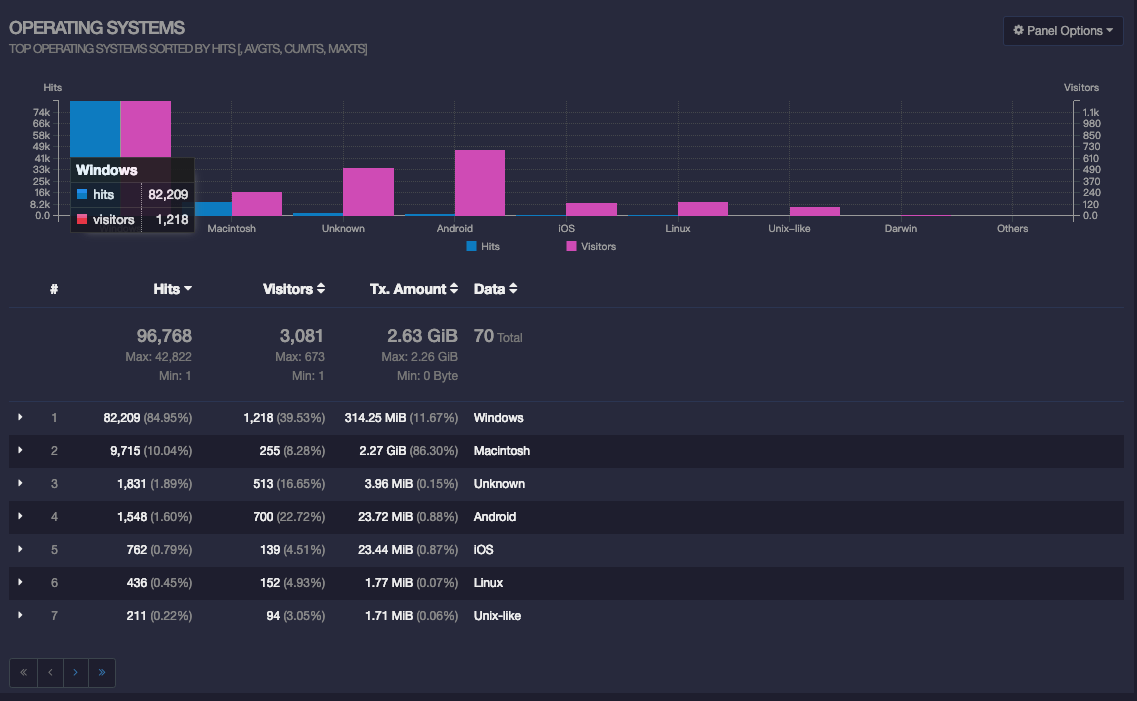 OPERATING SYSTEMS
Panel Options
TOP OPERATING SYSTEMS SORTED BY HITS [, AVGTS, CUMTS, MAXTS]
Hits
Visitors
74k
66k
58k
49k
41k
33k
25k
16k
8.2k
0.0
1.1k
980
850
730
610
490
370
240
120
0.0
Windows
hits 82,209
visitors 1,218
Macintosh Unknown Android iOS Linux Unix-like Darwin Others
Hits Visitors
# Hits Visitors Tx. Amount Data
96,768 3,081 2.63 GiB 70 Total
Max: 42,822 Max: 673 Max: 2.26 GiB
Min: 1 Min: 1 Min: 0 Byte
1 82,209 (84.95%) 1,218 (39.53%) 314.25 MiB (11.67%) Windows
2 9,715 (10.04%) 255 (8.28%) 2.27 GiB (86.30%) Macintosh
3 1,831 (1.89%) 513 (16.65%) 3.96 MiB (0.15%) Unknown
4 1,548 (1.60%) 700 (22.72%) 23.72 MiB (0.88%) Android
5 762 (0.79%) 139 (4.51%) 23.44 MiB (0.87%) iOS
6 436 (0.45%) 152 (4.93%) 1.77 MiB (0.07%) Linux
7 211 (0.22%) 94 (3.05%) 1.71 MiB (0.06%) Unix-like
« ‹ › »